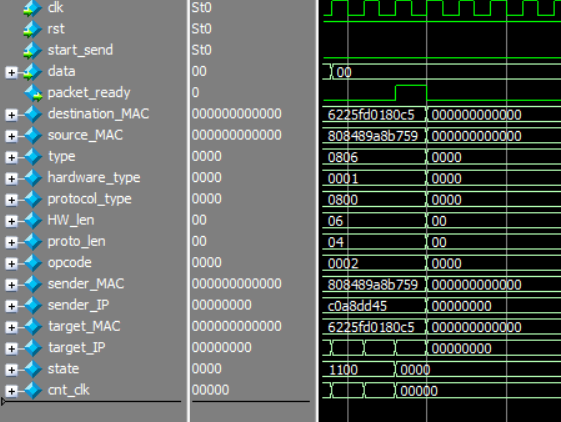 clk St0
rst St0
start_send St0
data 00 00
packet_ready 0
destination_MAC 000000000000 6225fd0180c5 000000000000
source_MAC 000000000000 808489a8b759 000000000000
type 0000 0806 0000
hardware_type 0000 0001 0000
protocol_type 0000 0800 0000
HW_len 00 06 00
proto_len 00 04 00
opcode 0000 0002 0000
sender_MAC 000000000000 808489a8b759 000000000000
sender_IP 00000000 c0a8dd45 00000000
target_MAC 000000000000 6225fd0180c5 000000000000
target_IP 00000000 00000000
state 0000 1100 0000
cnt_clk 00000 00000